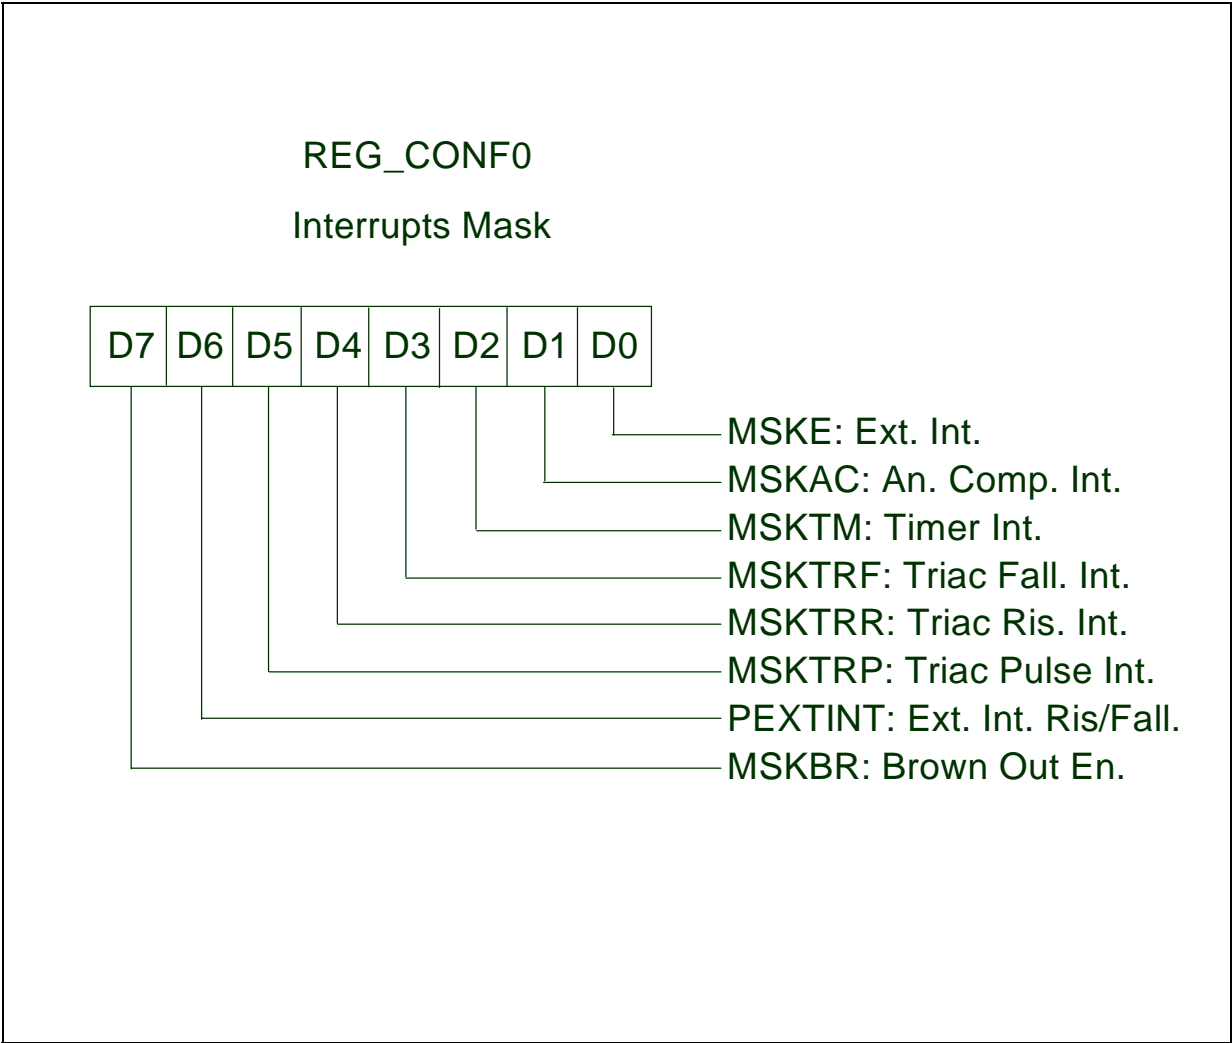 REG_CONF0
Interrupts Mask
D7 D6 D5 D4 D3 D2 D1 D0
MSKE: Ext. Int.
MSKAC: An. Comp. Int.
MSKTM: Timer Int.
MSKTRF: Triac Fall. Int.
MSKTRR: Triac Ris. Int.
MSKTRP: Triac Pulse Int.
PEXTINT: Ext. Int. Ris/Fall.
MSKBR: Brown Out En.